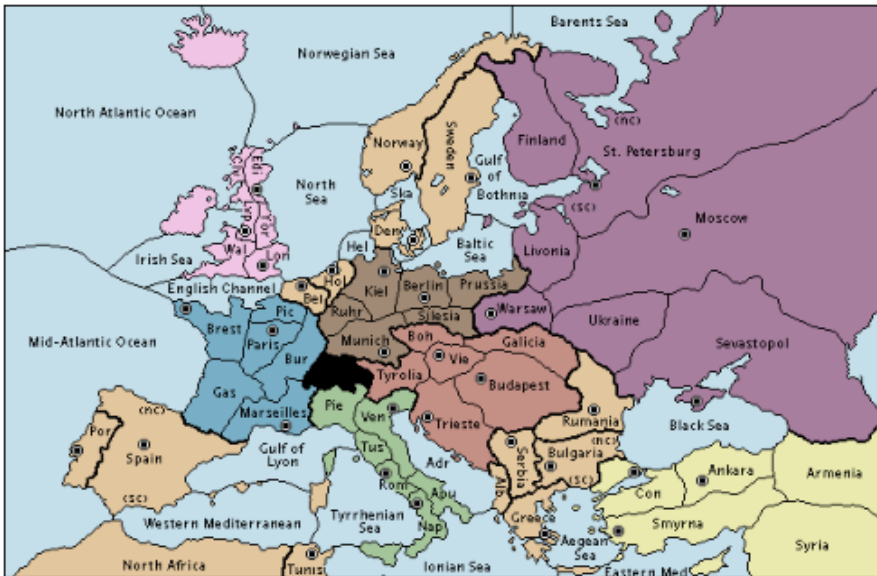 Barents Sea
Norwegian Sea
North Atlantic Ocean
(nc)
Norway
Sweden
Finland
St. Petersburg
Edi
Cly
Gulf
of
Bothnia
North
Sea
Ska
(sc)
Moscow
Lvp
Yor
Den
Wal
Lon
Irish Sea
Hel
Baltic
Sea
Livonia
English Channel
Hol
Bel
Kiel
Berlin
Prussia
Warsaw
Ruhr
Silesia
Ukraine
Brest
Pic
Paris
Munich
Boh
Galicia
Sevastopol
Mid-Atlantic Ocean
Bur
Vie
Tyrolia
Budapest
Gas
Marseilles
Pie
Ven
Trieste
Rumania
(nc)
Por
Spain
Gulf of
Lyon
Tus
Adr
Serbia
Bulgaria
(nc)
Black Sea
Rom
Apu
Alb
(sc)
Con
Ankara
Armenia
(sc)
Western Mediterranean
Tyrrhenian
Sea
Nap
Greece
Aegean
Sea
Smyrna
Syria
North Africa
Tunis
Ionian Sea
Eastern Med